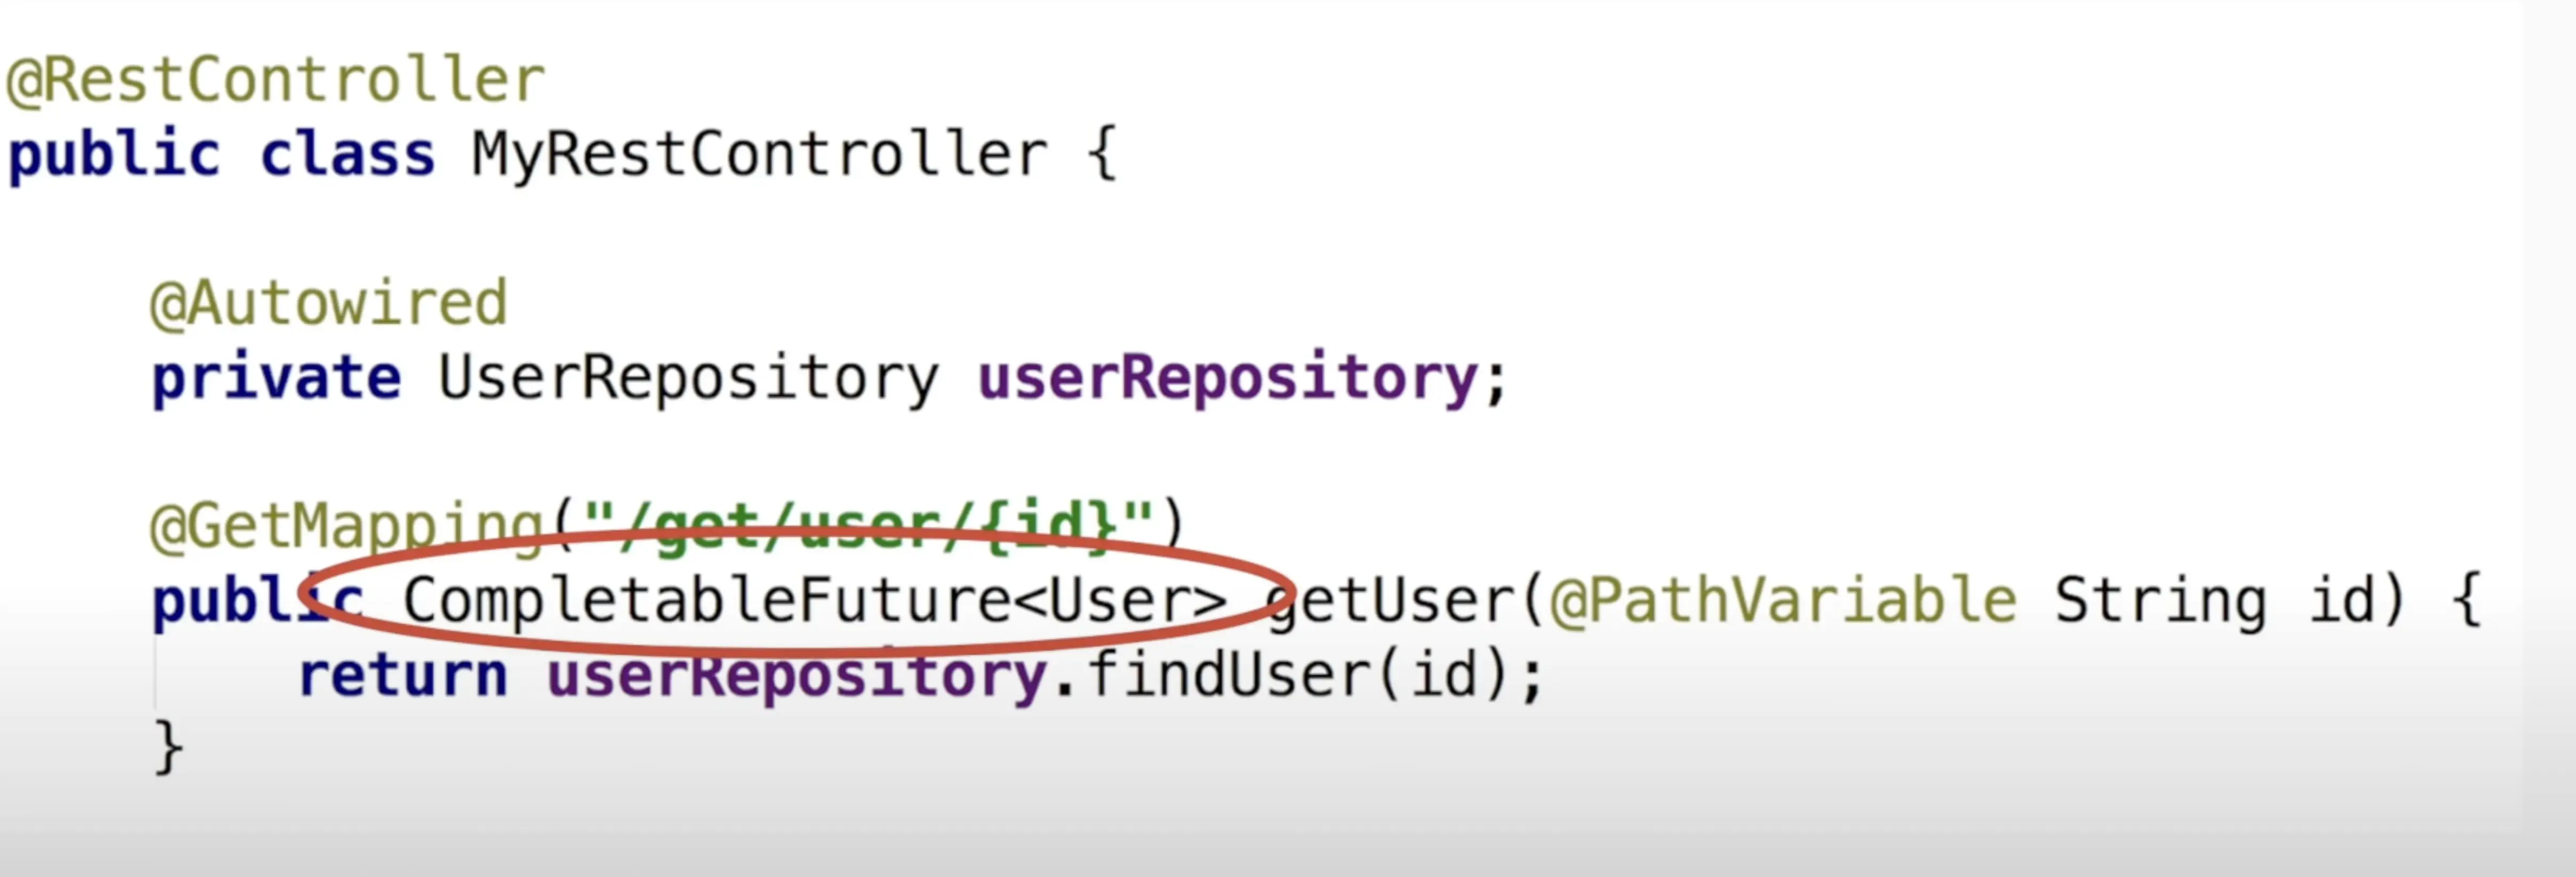 @RestController
public class MyRestController {
@Autowired
private UserRepository userRepository;
@GetMapping("/get/user/{id}")
public CompletableFuture<User> getUser(@PathVariable String id) {
return userRepository.findUser(id);
}